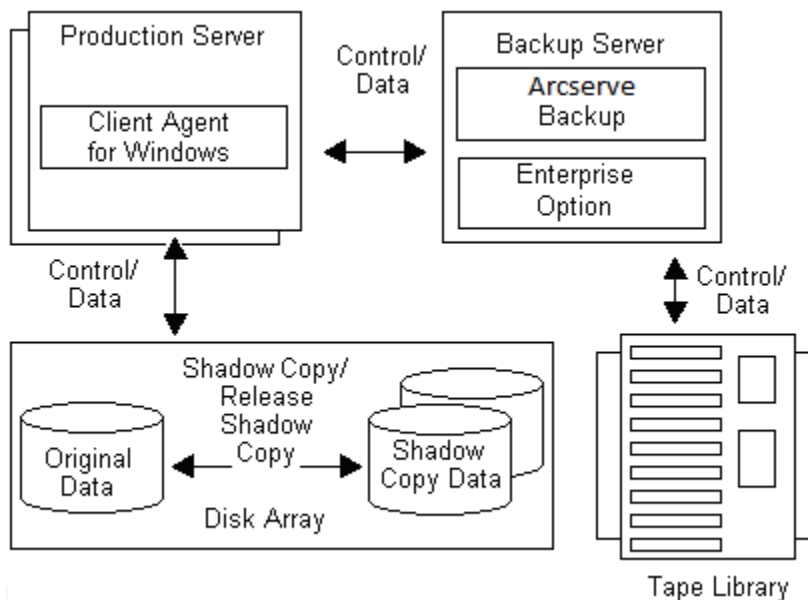 Production Server
Client Agent
for Windows
Control/
Data
Backup Server
Arcserve
Backup
Enterprise
Option
Control/
Data
Control/
Data
Shadow Copy/
Release
Shadow
Copy
Original
Data
Shadow
Copy Data
Disk Array
Tape Library